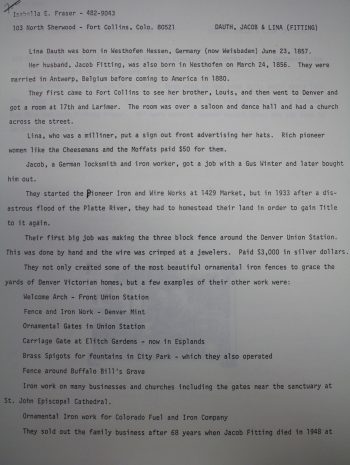 Isabella E. Fraser - 482-9043
103 North Sherwood - Fort Collins, Colo. 80521 DAUTH, JACOB & LINA (FITTING)
Lina Dauth was born in Westhofen Hessen, Germany (now Weisbaden) June 23, 1857.
Her husband, Jacob Fitting, was also born in Westhofen on March 24, 1856. They were
married in Antwerp, Belgium before coming to America in 1880.
They first came to Fort Collins to see her brother, Louis, and then went to Denver and
got a room at 17th and Larimer. The room was over a saloon and dance hall and had a church
across the street.
Lina, who was a milliner, put a sign out front advertising her hats. Rich pioneer
women like the Cheesemans and the Moffats paid $50 for them.
Jacob, a German locksmith and iron worker, got a job with a Gus Winter and later bought
him out.
They started the Pioneer Iron and Wire Works at 1429 Market, but in 1933 after a dis-
astrous flood of the Platte River, they had to homestead their land in order to gain Title
to it again.
Their first big job was making the three block fence around the Denver Union Station.
This was done by hand and the wire was crimped at a jewelers. Paid $3,000 in silver dollars.
They not only created some of the most beautiful ornamental iron fences to grace the
yards of Denver Victorian homes, but a few examples of their other work were:
Welcome Arch - Front Union Station
Fence and Iron Work - Denver Mint
Ornamental Gates in Union Station
Carriage Gate at Elitch Gardens - now in Esplands
Brass Spigots for fountains in City Park - which they also operated
Fence around Buffalo Bill's Grave
Iron work on many businesses and churches including the gates near the sanctuary at
St. John Episcopal Cathedral.
Ornamental Iron work for Colorado Fuel and Iron Company
They sold out the family business after 68 years when Jacob Fitting died in 1948 at